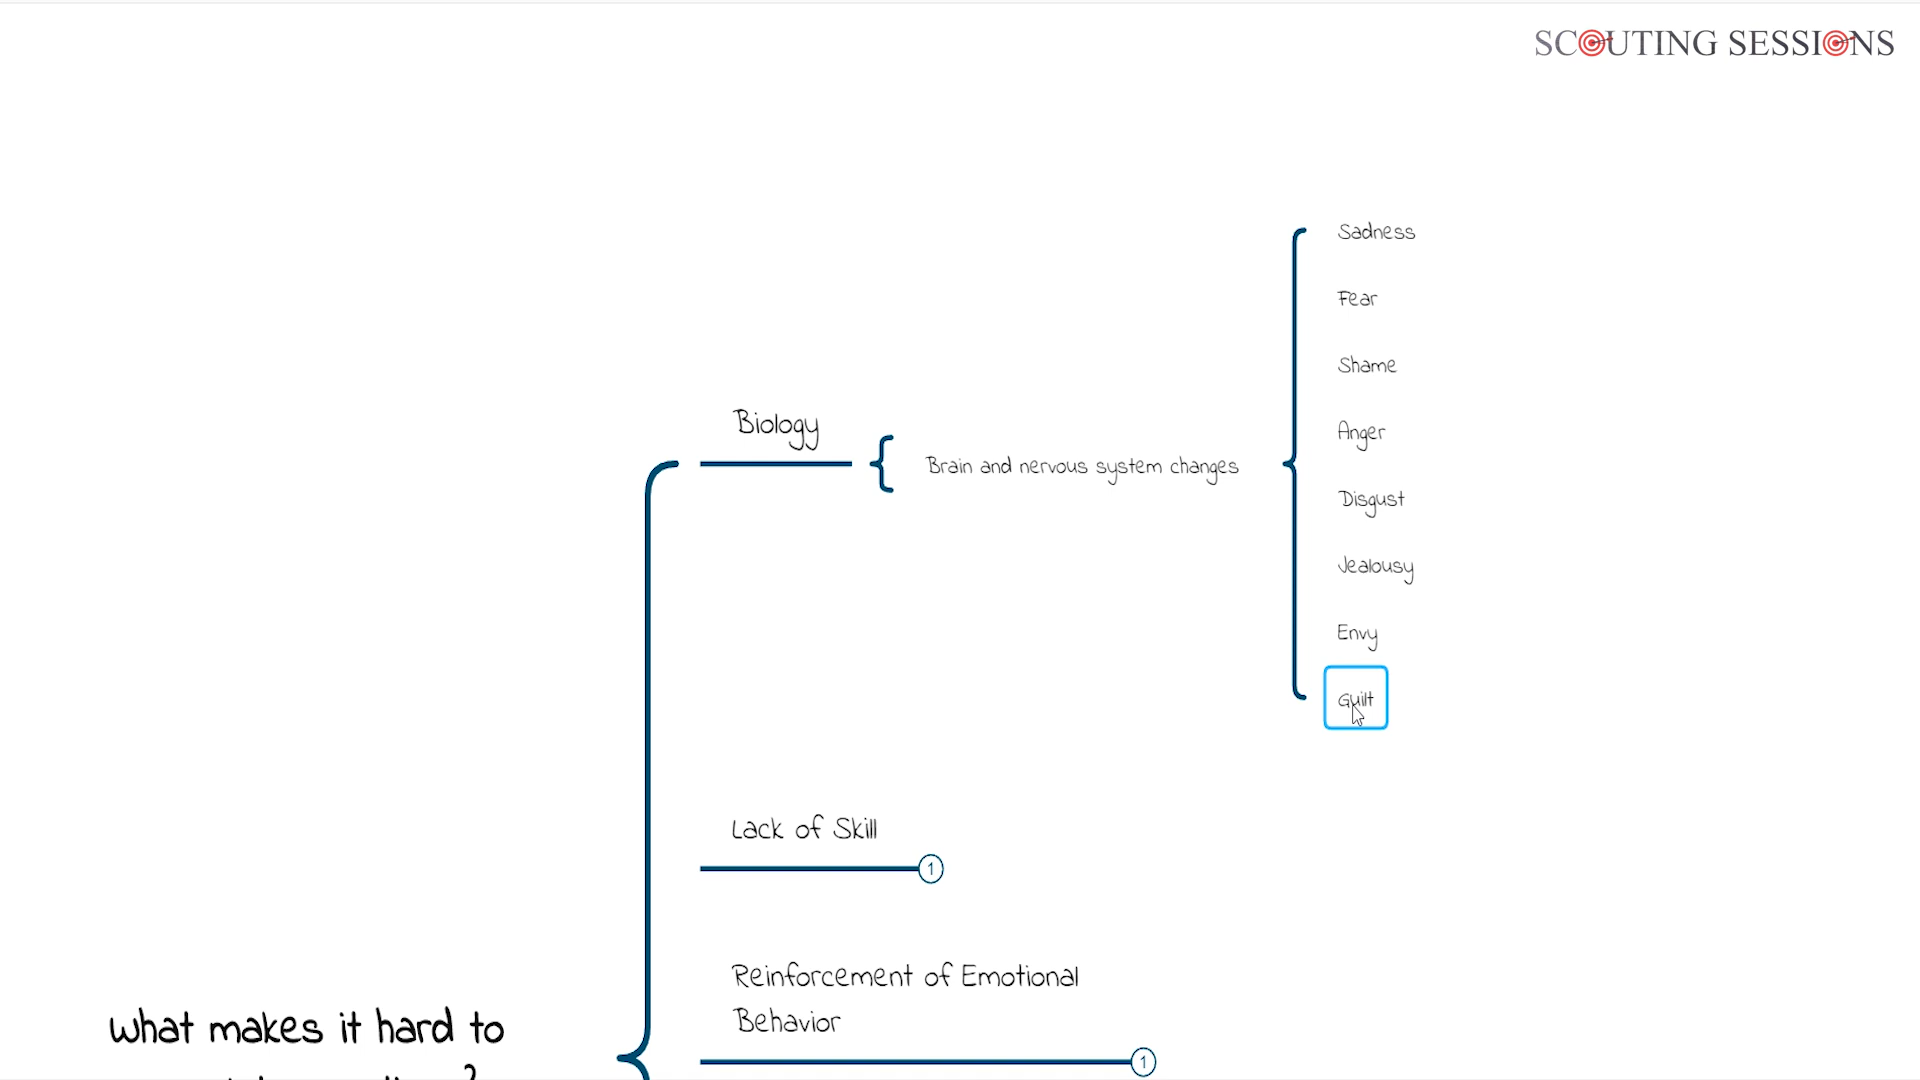 SCOUTING SESSIONS
Sadness
Fear
Shame
Anger
Disgust
Jealousy
Envy
Guilt
Biology
Brain and nervous system changes
Lack of Skill
1
Reinforcement of Emotional
Behavior
1
What makes it hard to